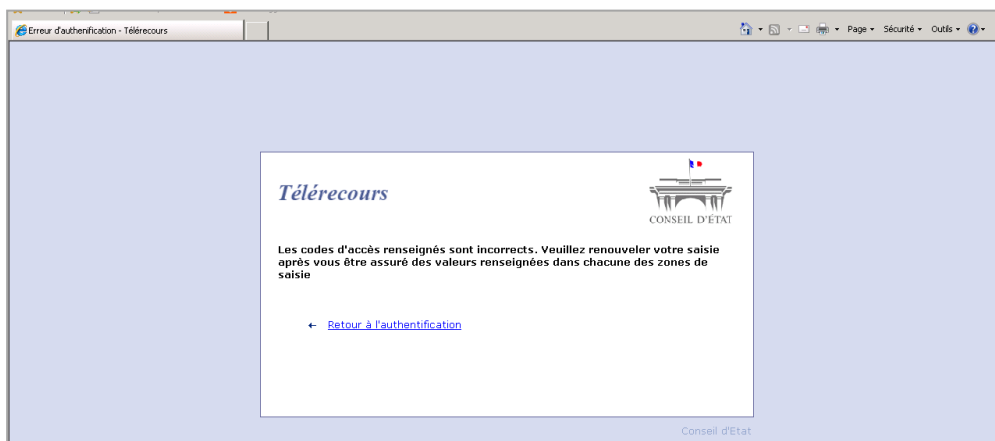 Erreur d'authenification - Télérecours
Page
Sécurité
Outils
Télérecours
CONSEIL D'ÉTAT
Les codes d'accès renseignés sont incorrects. Veuillez renouveler votre saisie
après vous être assuré des valeurs renseignées dans chacune des zones de
saisie
Retour à l'authentification
Conseil d'Etat